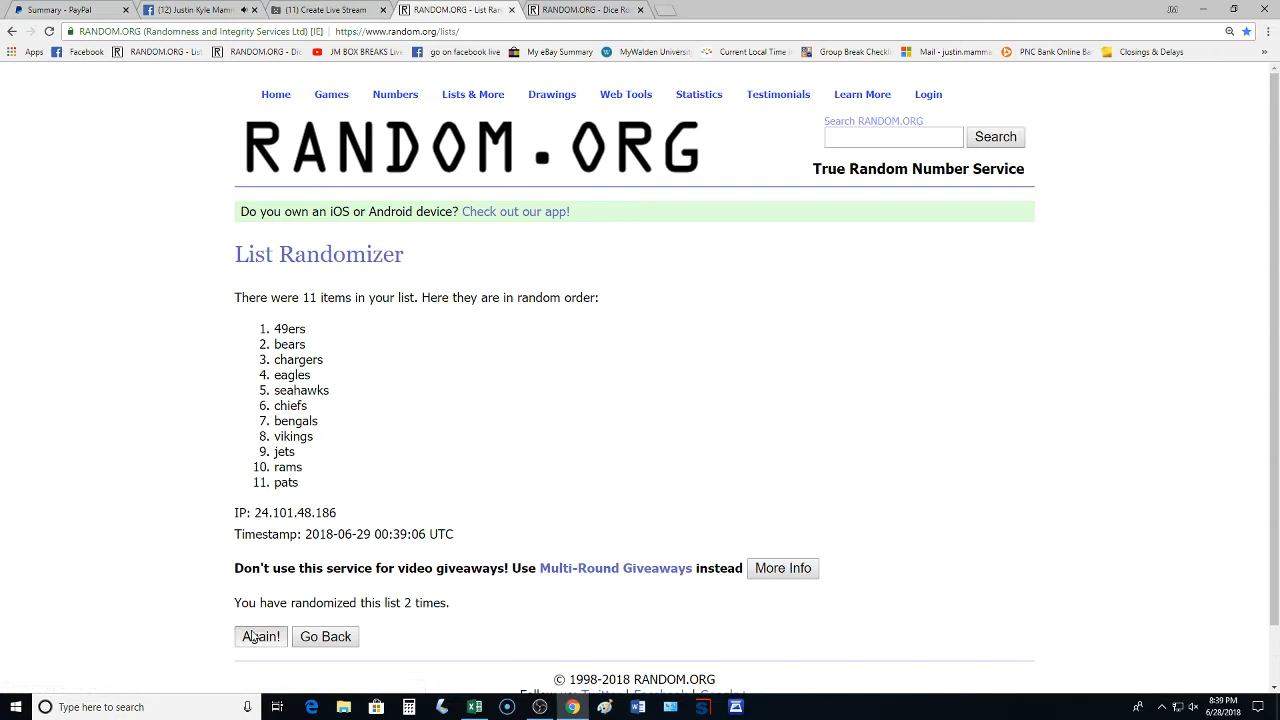 Summary - PayPal
(12) Justin Kyle Mamm
(1) Create Live Stream
RANDOM.ORG - List Ran
RANDOM.ORG - Dice Ro
RANDOM.ORG (Randomness and Integrity Services Ltd) [IE] | https://www.random.org/lists/
Apps Facebook RANDOM.ORG - List RANDOM.ORG - Dic JM BOX BREAKS LIVE go on facebook live My eBay Summary MyWalden Universit Current Local Time in Group Break Checklis Mail - justin.mamme PNC Bank Online Ban Closings & Delays
Home Games Numbers Lists & More Drawings Web Tools Statistics Testimonials Learn More Login
RANDOM.ORG
Search RANDOM.ORG
Search
True Random Number Service
Do you own an iOS or Android device? Check out our app!
List Randomizer
There were 11 items in your list. Here they are in random order:
1. 49ers
2. bears
3. chargers
4. eagles
5. seahawks
6. chiefs
7. bengals
8. vikings
9. jets
10. rams
11. pats
IP: 24.101.48.186
Timestamp: 2018-06-29 00:39:06 UTC
Don't use this service for video giveaways! Use Multi-Round Giveaways instead More Info
You have randomized this list 2 times.
Again! Go Back
© 1998-2018 RANDOM.ORG
Type here to search
8:39 PM
6/28/2018